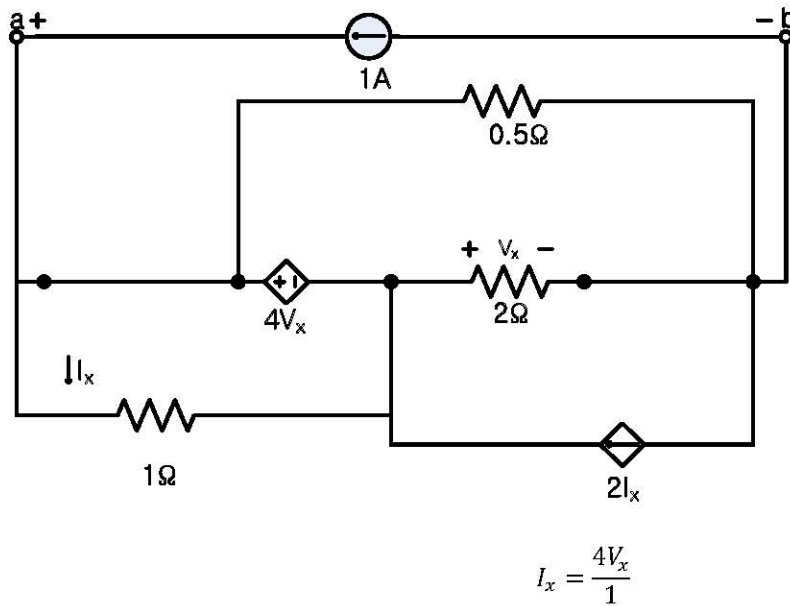 a + - b
1A
0.5Ω
+ Vₓ -
+ -
4Vₓ
2Ω
Iₓ
1Ω
2Iₓ
Iₓ = 4Vₓ/1